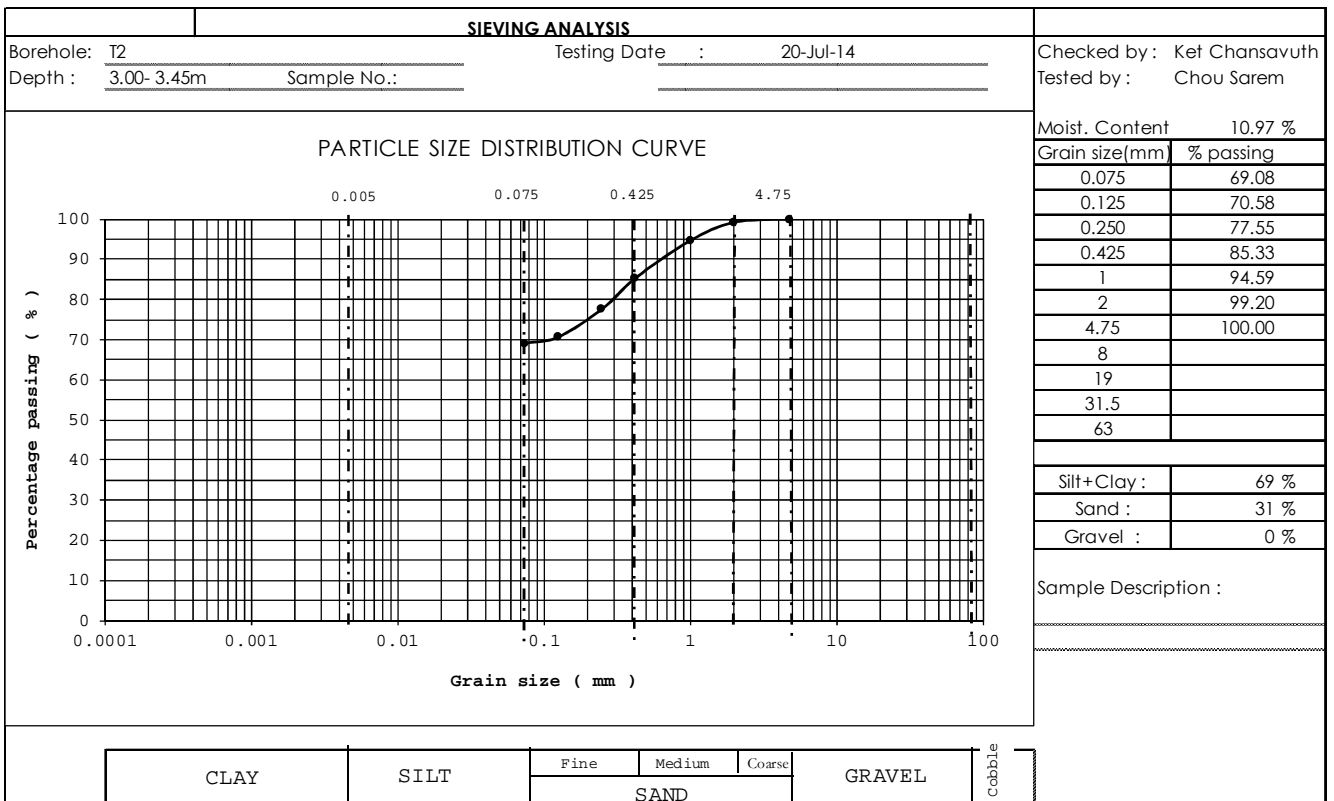 SIEVING ANALYSIS
Borehole: T2 Testing Date : 20-Jul-14
Depth : 3.00- 3.45m Sample No.:
Checked by : Ket Chansavuth
Tested by : Chou Sarem
PARTICLE SIZE DISTRIBUTION CURVE
0.005 0.075 0.425 4.75
100
90
80
70
60
50
40
30
20
10
0
Percentage passing ( % )
0.0001 0.001 0.01 0.1 1 10 100
Grain size ( mm )
Moist. Content 10.97 %
Grain size(mm) % passing
0.075 69.08
0.125 70.58
0.250 77.55
0.425 85.33
1 94.59
2 99.20
4.75 100.00
8
19
31.5
63
Silt+Clay : 69 %
Sand : 31 %
Gravel : 0 %
Sample Description :
CLAY SILT Fine Medium Coarse GRAVEL Cobble
SAND